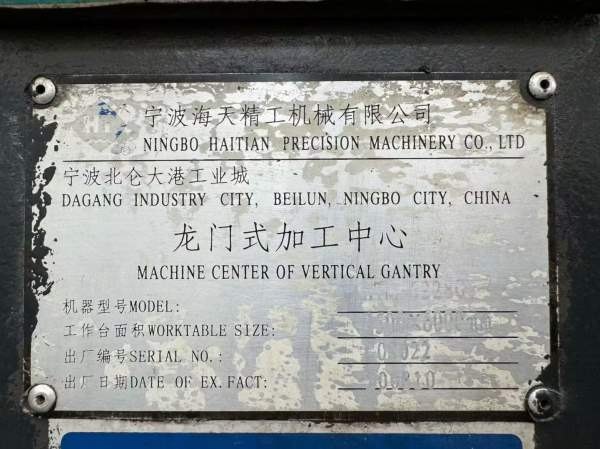 宁波海天精工机械有限公司
NINGBO HAITIAN PRECISION MACHINERY CO., LTD
宁波北仑大港工业城
DAGANG INDUSTRY CITY, BEILUN, NINGBO CITY, CHINA
龙门式加工中心
MACHINE CENTER OF VERTICAL GANTRY
机器型号MODEL:
工作台面积WORKTABLE SIZE:
出厂编号SERIAL NO.:
出厂日期DATE OF EX. FACT: